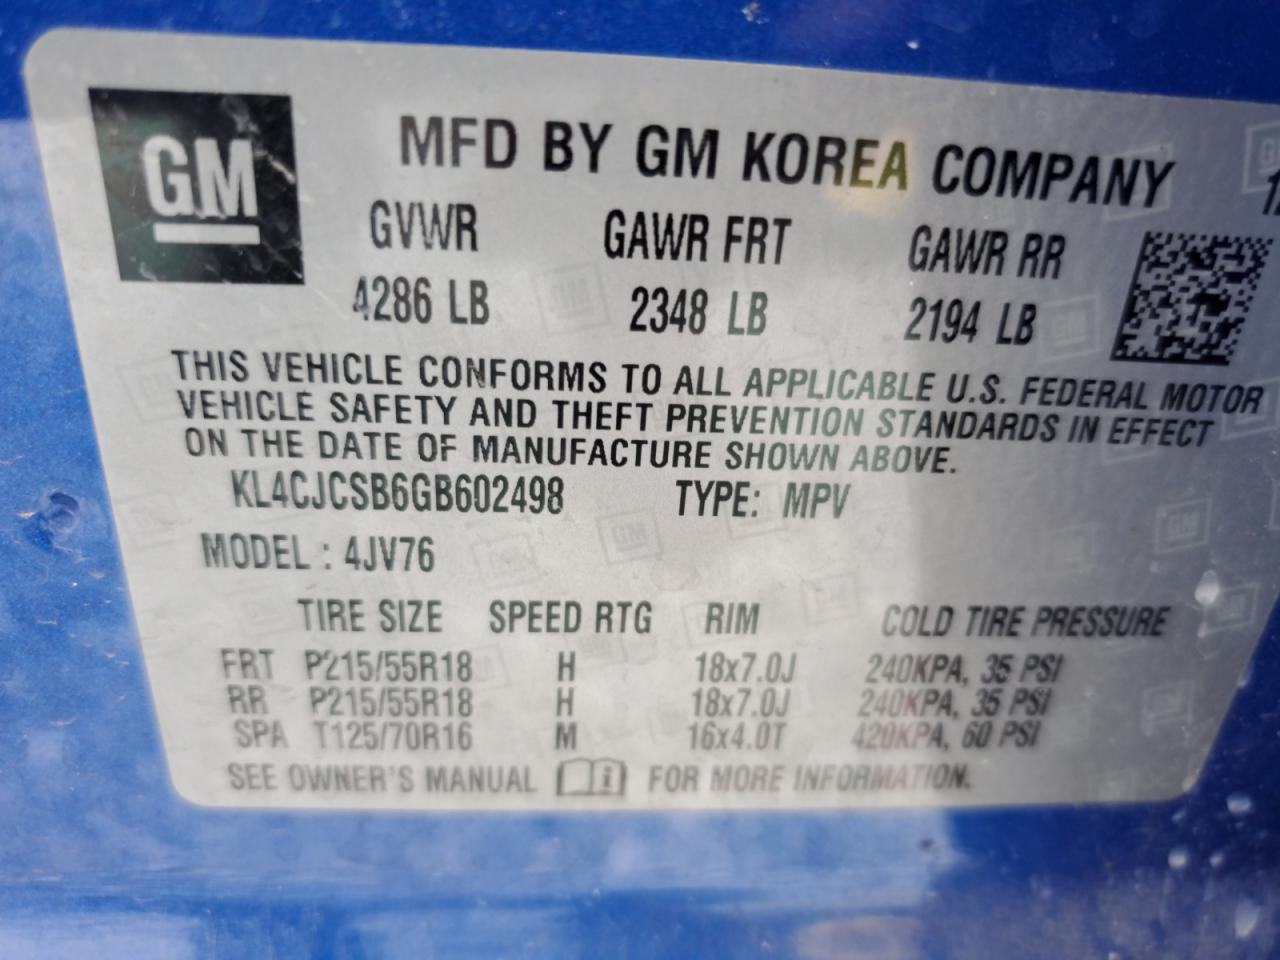 GM
MFD BY GM KOREA COMPANY
GVWR GAWR FRT GAWR RR
4286 LB 2348 LB 2194 LB
THIS VEHICLE CONFORMS TO ALL APPLICABLE U.S. FEDERAL MOTOR
VEHICLE SAFETY AND THEFT PREVENTION STANDARDS IN EFFECT
ON THE DATE OF MANUFACTURE SHOWN ABOVE.
KL4CJCSB6GB602498 TYPE: MPV
MODEL : 4JV76
TIRE SIZE SPEED RTG RIM COLD TIRE PRESSURE
FRT P215/55R18 H 18x7.0J 240KPA, 35 PSI
RR P215/55R18 H 18x7.0J 240KPA, 35 PSI
SPA T125/70R16 M 16x4.0T 420KPA, 60 PSI
SEE OWNER'S MANUAL FOR MORE INFORMATION.